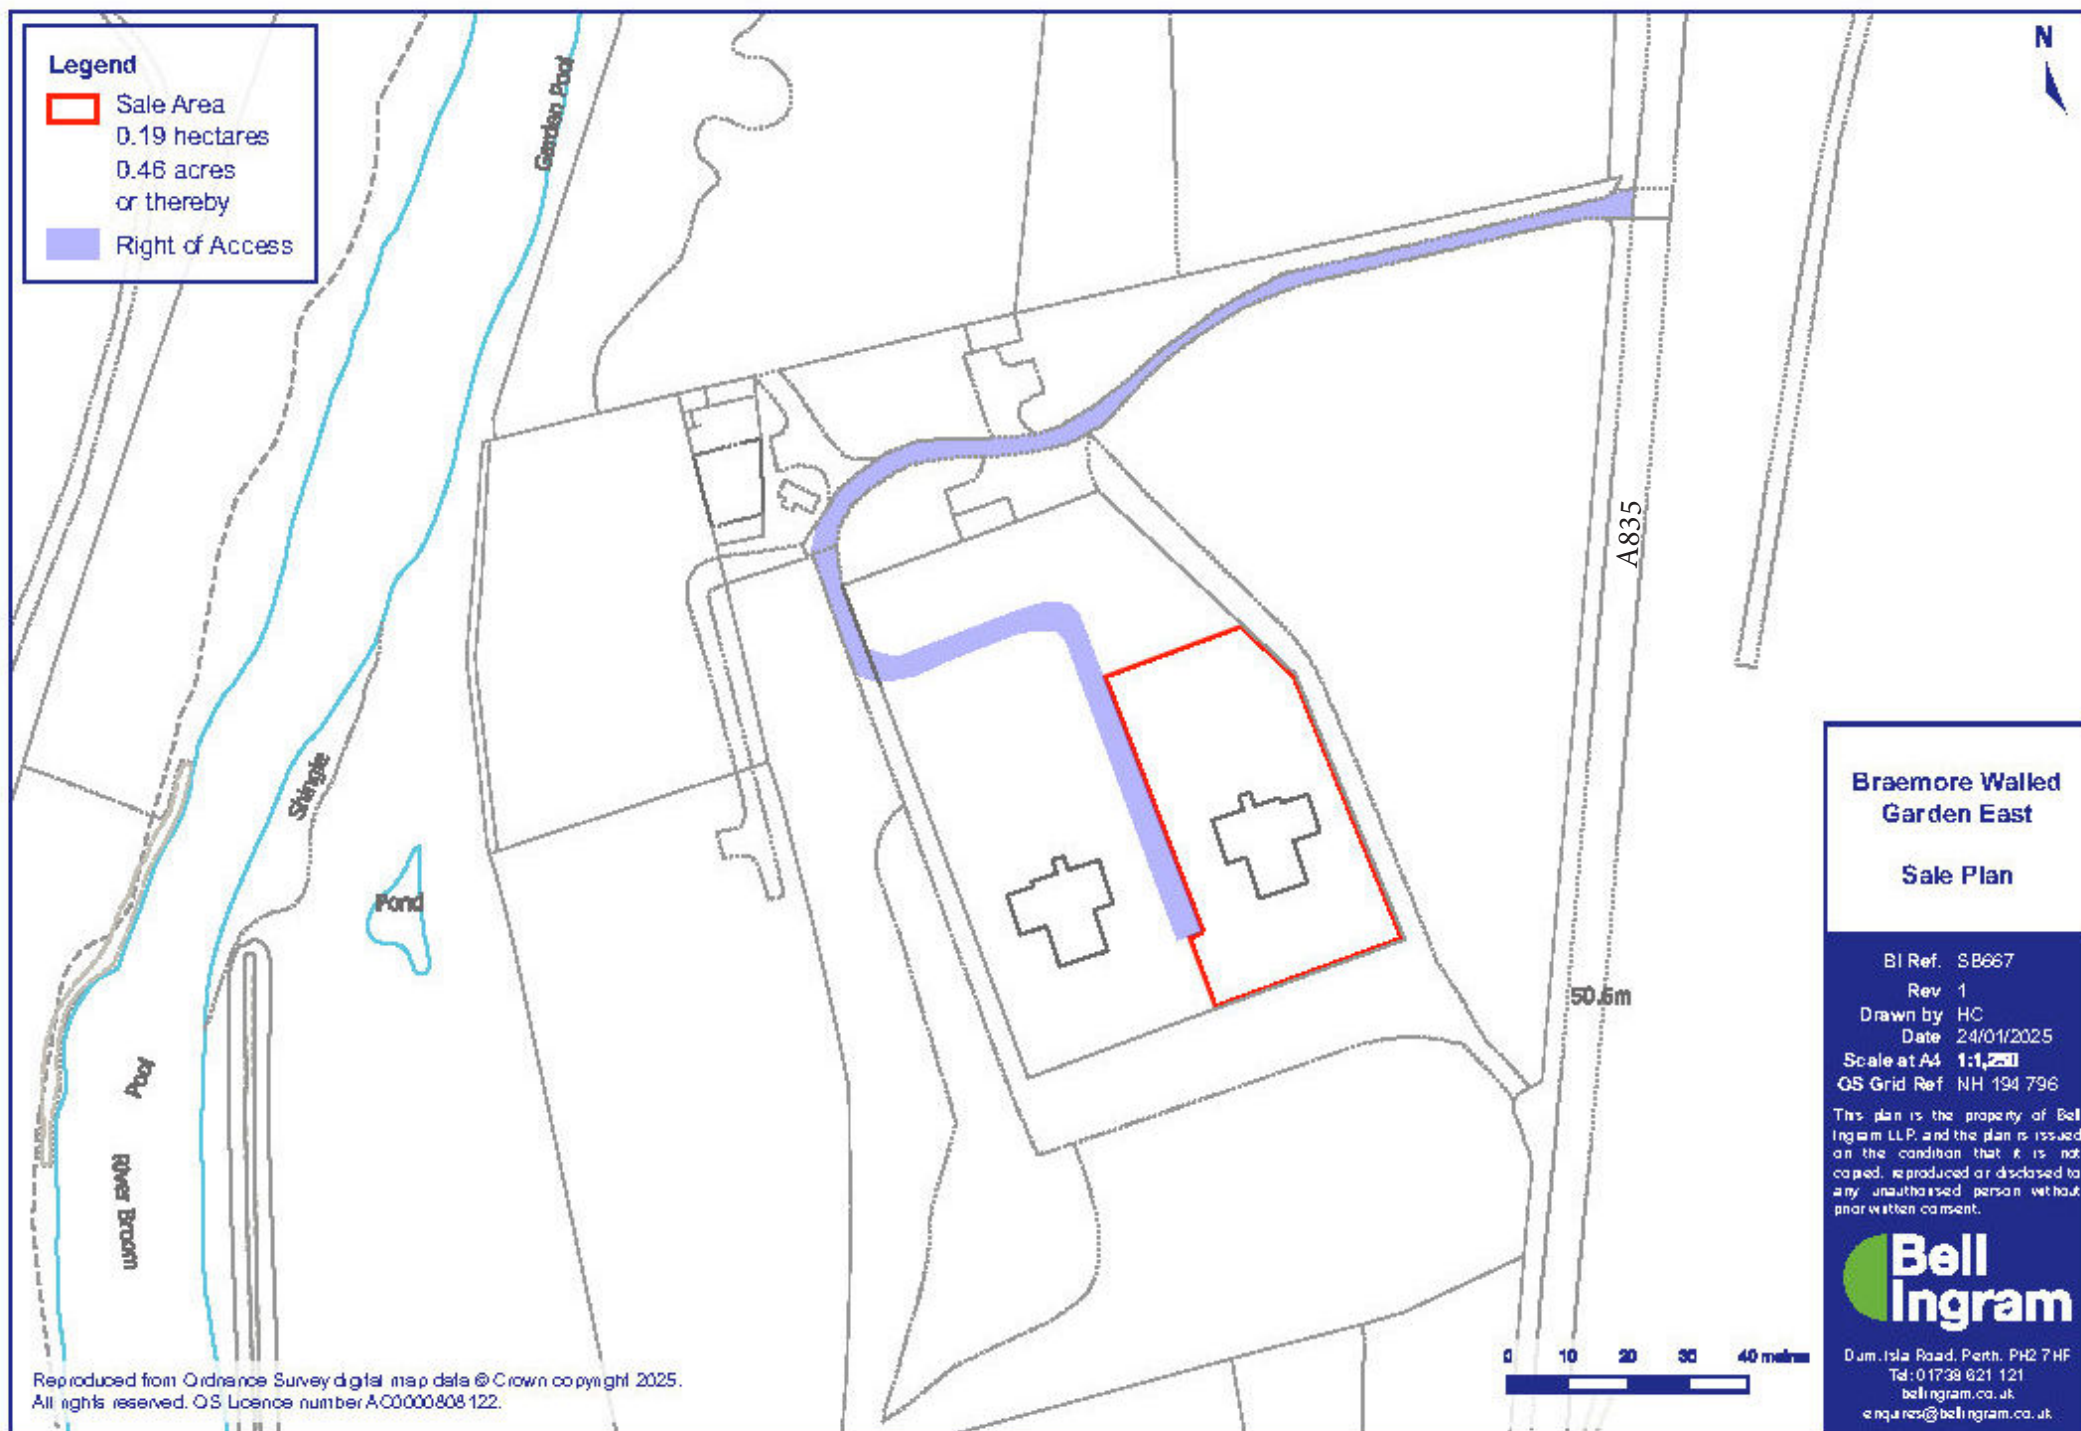 Legend
Sale Area
0.19 hectares
0.46 acres
or thereby
Right of Access
N
Garden Pool
A835
Shingle
Pond
Pool
River Broom
50.6m
Braemore Walled
Garden East
Sale Plan
BI Ref. SB667
Rev 1
Drawn by HC
Date 24/01/2025
Scale at A4 1:1,250
OS Grid Ref NH 194 796
This plan is the property of Bell
Ingram LLP. and the plan is issued
on the condition that it is not
copied, reproduced or disclosed to
any unauthorised person without
prior written consent.
Bell
Ingram
Durn, Isla Road, Perth. PH2 7HF
Tel: 01738 621 121
bellingram.co.uk
enquires@bellingram.co.uk
0 10 20 30 40 metres
Reproduced from Ordnance Survey digital map data © Crown copyright 2025.
All rights reserved. OS Licence number AC0000808122.